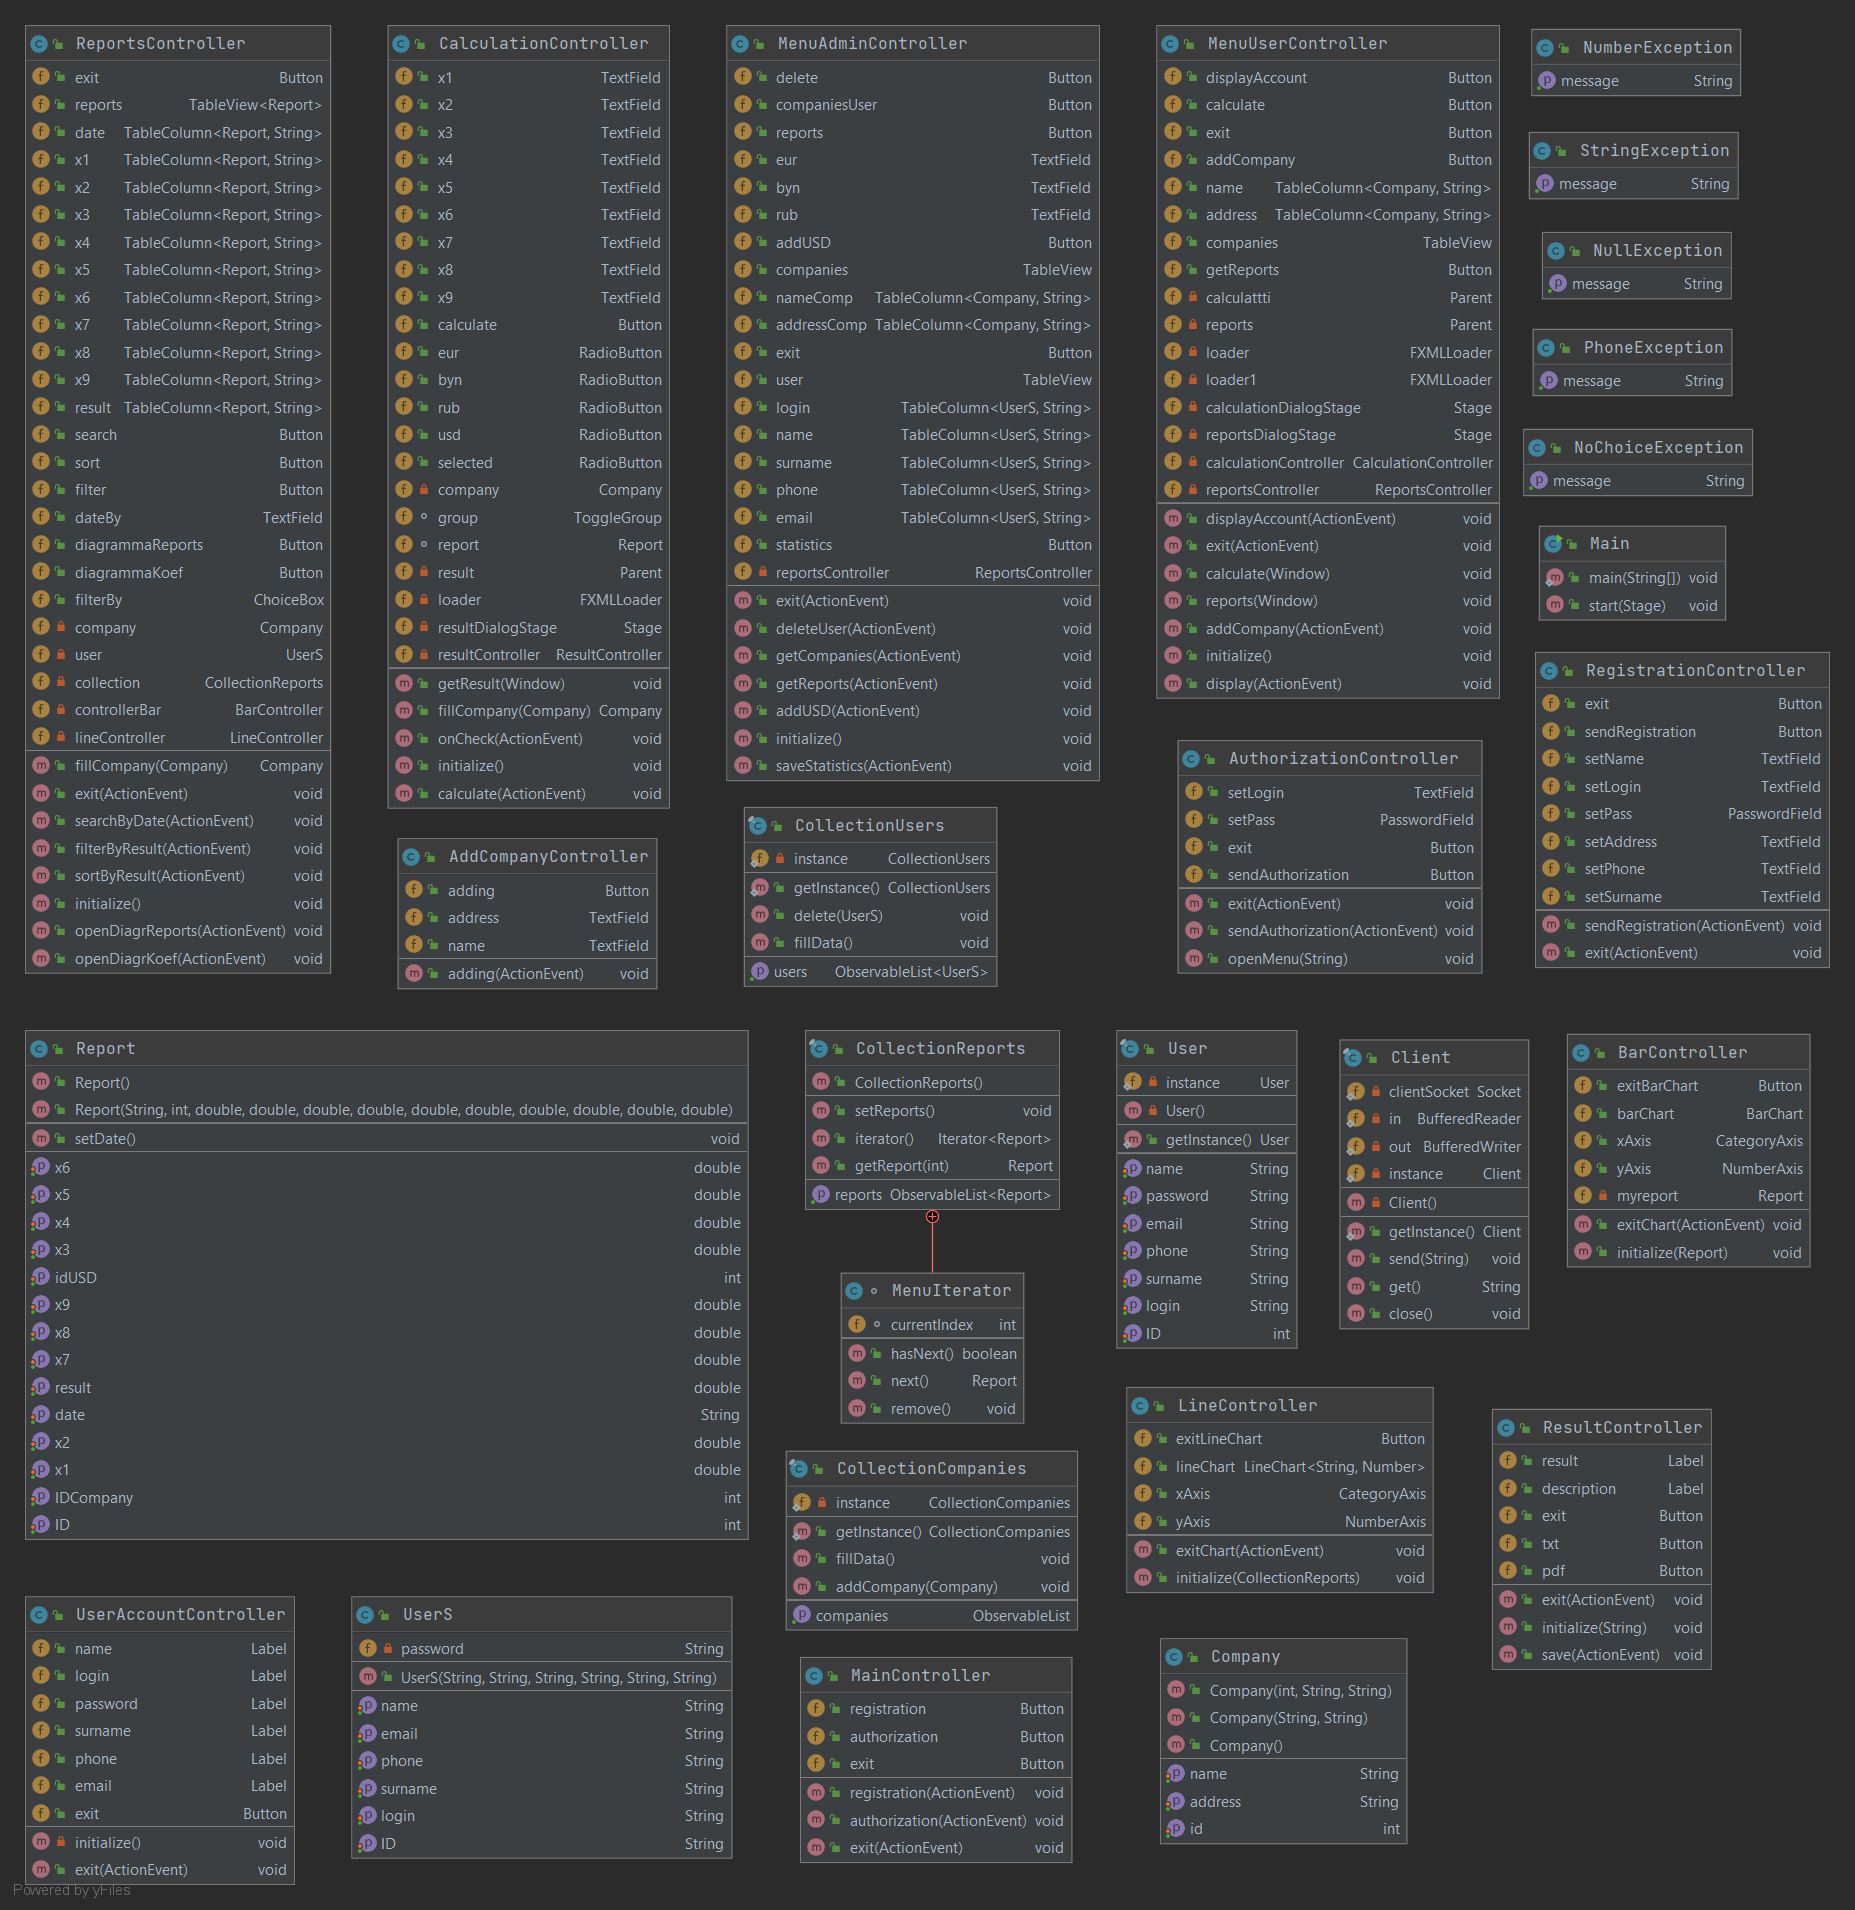 ReportsController
exit Button
reports TableView<Report>
date TableColumn<Report, String>
x1 TableColumn<Report, String>
x2 TableColumn<Report, String>
x3 TableColumn<Report, String>
x4 TableColumn<Report, String>
x5 TableColumn<Report, String>
x6 TableColumn<Report, String>
x7 TableColumn<Report, String>
x8 TableColumn<Report, String>
x9 TableColumn<Report, String>
result TableColumn<Report, String>
search Button
sort Button
filter Button
dateBy TextField
diagrammaReports Button
diagrammaKoef Button
filterBy ChoiceBox
company Company
user UserS
collection CollectionReports
controllerBar BarController
lineController LineController
fillCompany(Company) Company
exit(ActionEvent) void
searchByDate(ActionEvent) void
filterByResult(ActionEvent) void
sortByResult(ActionEvent) void
initialize() void
openDiagrReports(ActionEvent) void
openDiagrKoef(ActionEvent) void
CalculationController
x1 TextField
x2 TextField
x3 TextField
x4 TextField
x5 TextField
x6 TextField
x7 TextField
x8 TextField
x9 TextField
calculate Button
eur RadioButton
byn RadioButton
rub RadioButton
usd RadioButton
selected RadioButton
company Company
group ToggleGroup
report Report
result Parent
loader FXMLLoader
resultDialogStage Stage
resultController ResultController
getResult(Window) void
fillCompany(Company) Company
onCheck(ActionEvent) void
initialize() void
calculate(ActionEvent) void
MenuAdminController
delete Button
companiesUser Button
reports Button
eur TextField
byn TextField
rub TextField
addUSD Button
companies TableView
nameComp TableColumn<Company, String>
addressComp TableColumn<Company, String>
exit Button
user TableView
login TableColumn<UserS, String>
name TableColumn<UserS, String>
surname TableColumn<UserS, String>
phone TableColumn<UserS, String>
email TableColumn<UserS, String>
statistics Button
reportsController ReportsController
exit(ActionEvent) void
deleteUser(ActionEvent) void
getCompanies(ActionEvent) void
getReports(ActionEvent) void
addUSD(ActionEvent) void
initialize() void
saveStatistics(ActionEvent) void
MenuUserController
displayAccount Button
calculate Button
exit Button
addCompany Button
name TableColumn<Company, String>
address TableColumn<Company, String>
companies TableView
getReports Button
calculattti Parent
reports Parent
loader FXMLLoader
loader1 FXMLLoader
calculationDialogStage Stage
reportsDialogStage Stage
calculationController CalculationController
reportsController ReportsController
displayAccount(ActionEvent) void
exit(ActionEvent) void
calculate(Window) void
reports(Window) void
addCompany(ActionEvent) void
initialize() void
display(ActionEvent) void
NumberException
message String
StringException
message String
NullException
message String
PhoneException
message String
NoChoiceException
message String
Main
main(String[]) void
start(Stage) void
RegistrationController
exit Button
sendRegistration Button
setName TextField
setLogin TextField
setPass PasswordField
setAddress TextField
setPhone TextField
setSurname TextField
sendRegistration(ActionEvent) void
exit(ActionEvent) void
AuthorizationController
setLogin TextField
setPass PasswordField
exit Button
sendAuthorization Button
exit(ActionEvent) void
sendAuthorization(ActionEvent) void
openMenu(String) void
CollectionUsers
instance CollectionUsers
getInstance() CollectionUsers
delete(UserS) void
fillData() void
users ObservableList<UserS>
AddCompanyController
adding Button
address TextField
name TextField
adding(ActionEvent) void
Report
Report()
Report(String, int, double, double, double, double, double, double, double, double, double, double)
setDate() void
x6 double
x5 double
x4 double
x3 double
idUSD int
x9 double
x8 double
x7 double
result double
date String
x2 double
x1 double
IDCompany int
ID int
CollectionReports
CollectionReports()
setReports() void
iterator() Iterator<Report>
getReport(int) Report
reports ObservableList<Report>
MenuIterator
currentIndex int
hasNext() boolean
next() Report
remove() void
User
instance User
User()
getInstance() User
name String
password String
email String
phone String
surname String
login String
ID int
Client
clientSocket Socket
in BufferedReader
out BufferedWriter
instance Client
Client()
getInstance() Client
send(String) void
get() String
close() void
BarController
exitBarChart Button
barChart BarChart
xAxis CategoryAxis
yAxis NumberAxis
myreport Report
exitChart(ActionEvent) void
initialize(Report) void
LineController
exitLineChart Button
lineChart LineChart<String, Number>
xAxis CategoryAxis
yAxis NumberAxis
exitChart(ActionEvent) void
initialize(CollectionReports) void
ResultController
result Label
description Label
exit Button
txt Button
pdf Button
exit(ActionEvent) void
initialize(String) void
save(ActionEvent) void
CollectionCompanies
instance CollectionCompanies
getInstance() CollectionCompanies
fillData() void
addCompany(Company) void
companies ObservableList
UserAccountController
name Label
login Label
password Label
surname Label
phone Label
email Label
exit Button
initialize() void
exit(ActionEvent) void
UserS
password String
UserS(String, String, String, String, String, String)
name String
email String
phone String
surname String
login String
ID String
MainController
registration Button
authorization Button
exit Button
registration(ActionEvent) void
authorization(ActionEvent) void
exit(ActionEvent) void
Company
Company(int, String, String)
Company(String, String)
Company()
name String
address String
id int
Powered by yFiles